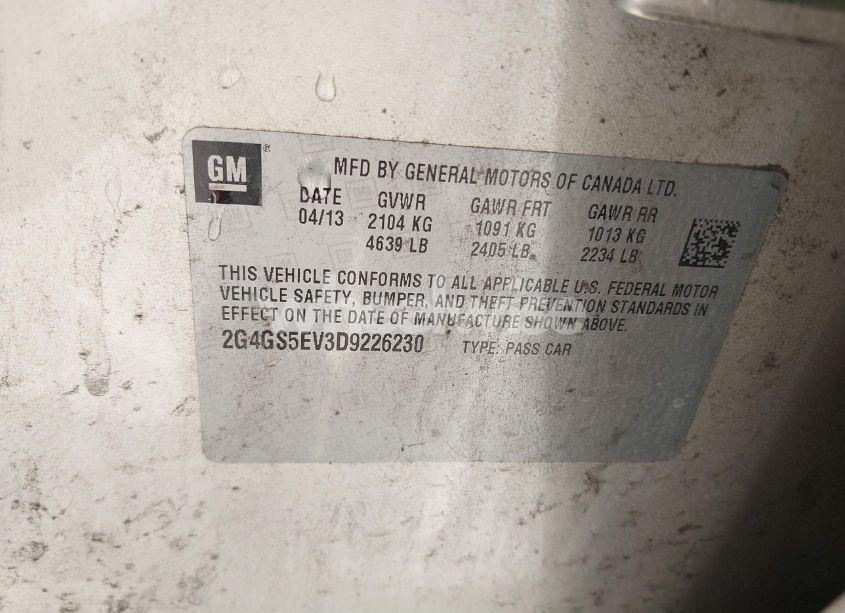 GM ®
MFD BY GENERAL MOTORS OF CANADA LTD.
DATE GVWR GAWR FRT GAWR RR
04/13 2104 KG 1091 KG 1013 KG
4639 LB 2405 LB. 2234 LB
THIS VEHICLE CONFORMS TO ALL APPLICABLE U.S. FEDERAL MOTOR
VEHICLE SAFETY, BUMPER, AND THEFT PREVENTION STANDARDS IN
EFFECT ON THE DATE OF MANUFACTURE SHOWN ABOVE.
2G4GS5EV3D9226230 TYPE: PASS CAR